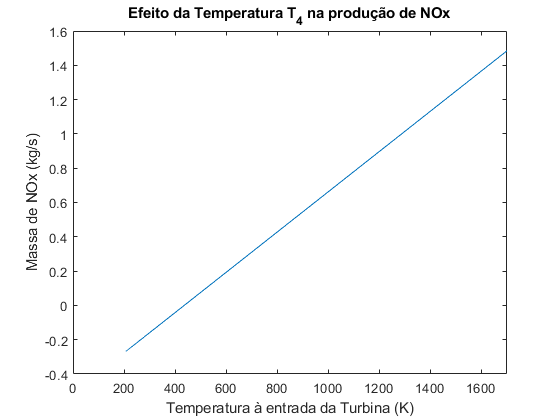 Efeito da Temperatura T4 na produção de NOx
1.6
1.4
1.2
1
0.8
0.6
0.4
0.2
0
-0.2
-0.4
Massa de NOx (kg/s)
0 200 400 600 800 1000 1200 1400 1600
Temperatura à entrada da Turbina (K)